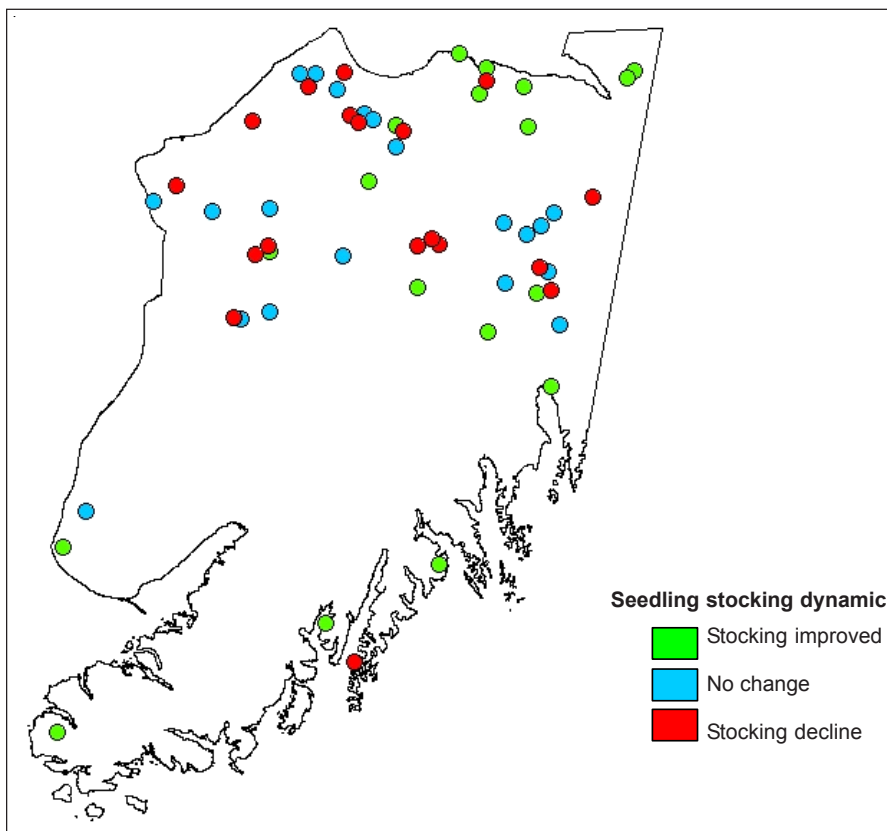 Seedling stocking dynamic
Stocking improved
No change
Stocking decline